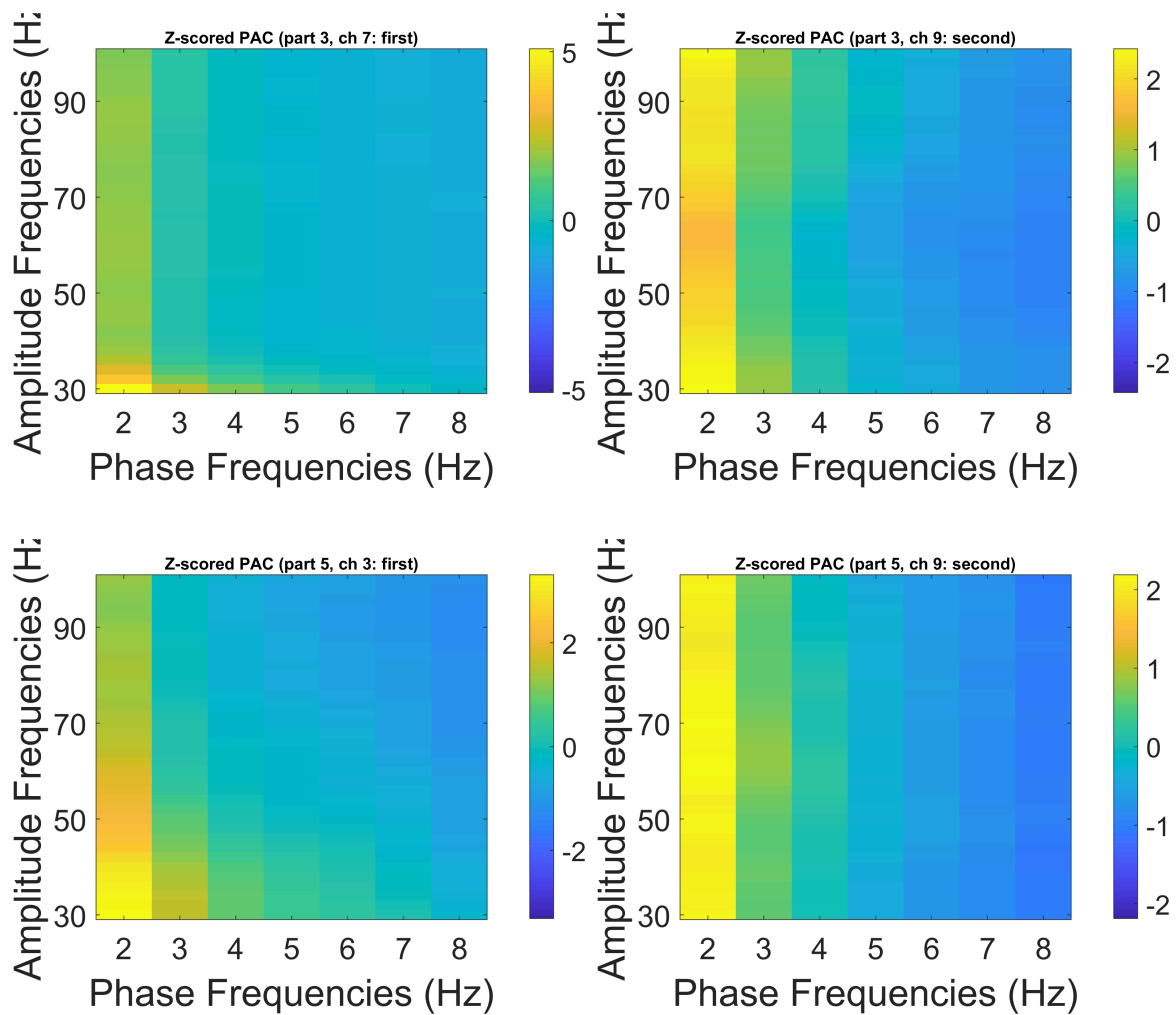 Z-scored PAC (part 3, ch 7: first)
Amplitude Frequencies (Hz
90
70
50
30
2 3 4 5 6 7 8
Phase Frequencies (Hz)
5
0
-5
Z-scored PAC (part 3, ch 9: second)
Amplitude Frequencies (Hz
90
70
50
30
2 3 4 5 6 7 8
Phase Frequencies (Hz)
2
1
0
-1
-2
Z-scored PAC (part 5, ch 3: first)
Amplitude Frequencies (Hz
90
70
50
30
2 3 4 5 6 7 8
Phase Frequencies (Hz)
2
0
-2
Z-scored PAC (part 5, ch 9: second)
Amplitude Frequencies (Hz
90
70
50
30
2 3 4 5 6 7 8
Phase Frequencies (Hz)
2
1
0
-1
-2